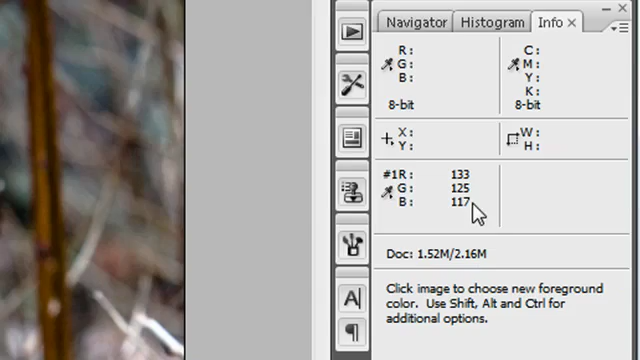 Navigator Histogram Info ×
R: C:
G: M:
B: Y:
K:
8-bit 8-bit
X: W:
Y: H:
#1R: 133
G: 125
B: 117
Doc: 1.52M/2.16M
Click image to choose new foreground
color. Use Shift, Alt and Ctrl for
additional options.
A|
¶